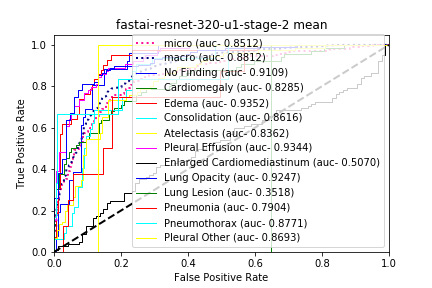 fastai-resnet-320-u1-stage-2 mean
True Positive Rate
1.0
0.8
0.6
0.4
0.2
0.0
micro (auc- 0.8512)
macro (auc- 0.8812)
No Finding (auc- 0.9109)
Cardiomegaly (auc- 0.8285)
Edema (auc- 0.9352)
Consolidation (auc- 0.8616)
Atelectasis (auc- 0.8362)
Pleural Effusion (auc- 0.9344)
Enlarged Cardiomediastinum (auc- 0.5070)
Lung Opacity (auc- 0.9247)
Lung Lesion (auc- 0.3518)
Pneumonia (auc- 0.7904)
Pneumothorax (auc- 0.8771)
Pleural Other (auc- 0.8693)
0.0 0.2 0.4 0.6 0.8 1.0
False Positive Rate